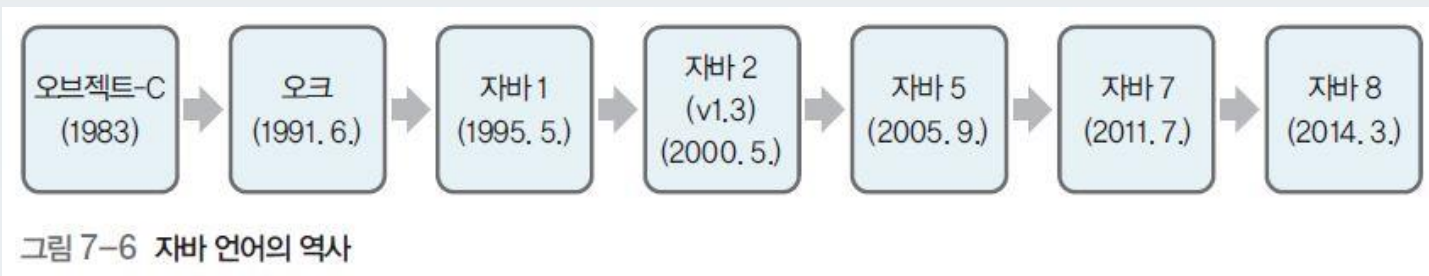 오브젝트-C
(1983)
오크
(1991. 6.)
자바 1
(1995. 5.)
자바 2
(v1.3)
(2000. 5.)
자바 5
(2005. 9.)
자바 7
(2011. 7.)
자바 8
(2014. 3.)
그림 7-6 자바 언어의 역사